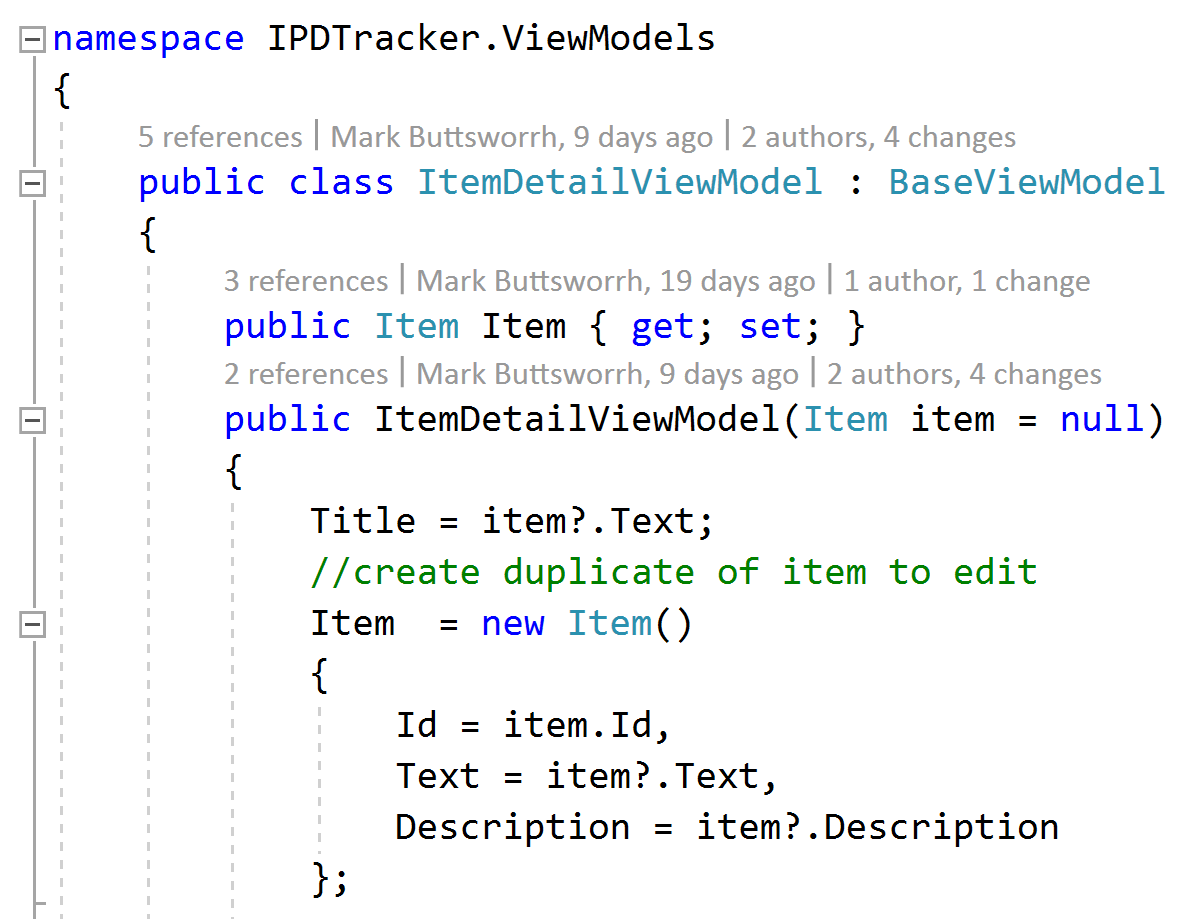 namespace IPDTracker.ViewModels
{
5 references | Mark Buttsworrh, 9 days ago | 2 authors, 4 changes
public class ItemDetailViewModel : BaseViewModel
{
3 references | Mark Buttsworrh, 19 days ago | 1 author, 1 change
public Item Item { get; set; }
2 references | Mark Buttsworrh, 9 days ago | 2 authors, 4 changes
public ItemDetailViewModel(Item item = null)
{
Title = item?.Text;
//create duplicate of item to edit
Item  = new Item()
{
Id = item.Id,
Text = item?.Text,
Description = item?.Description
};